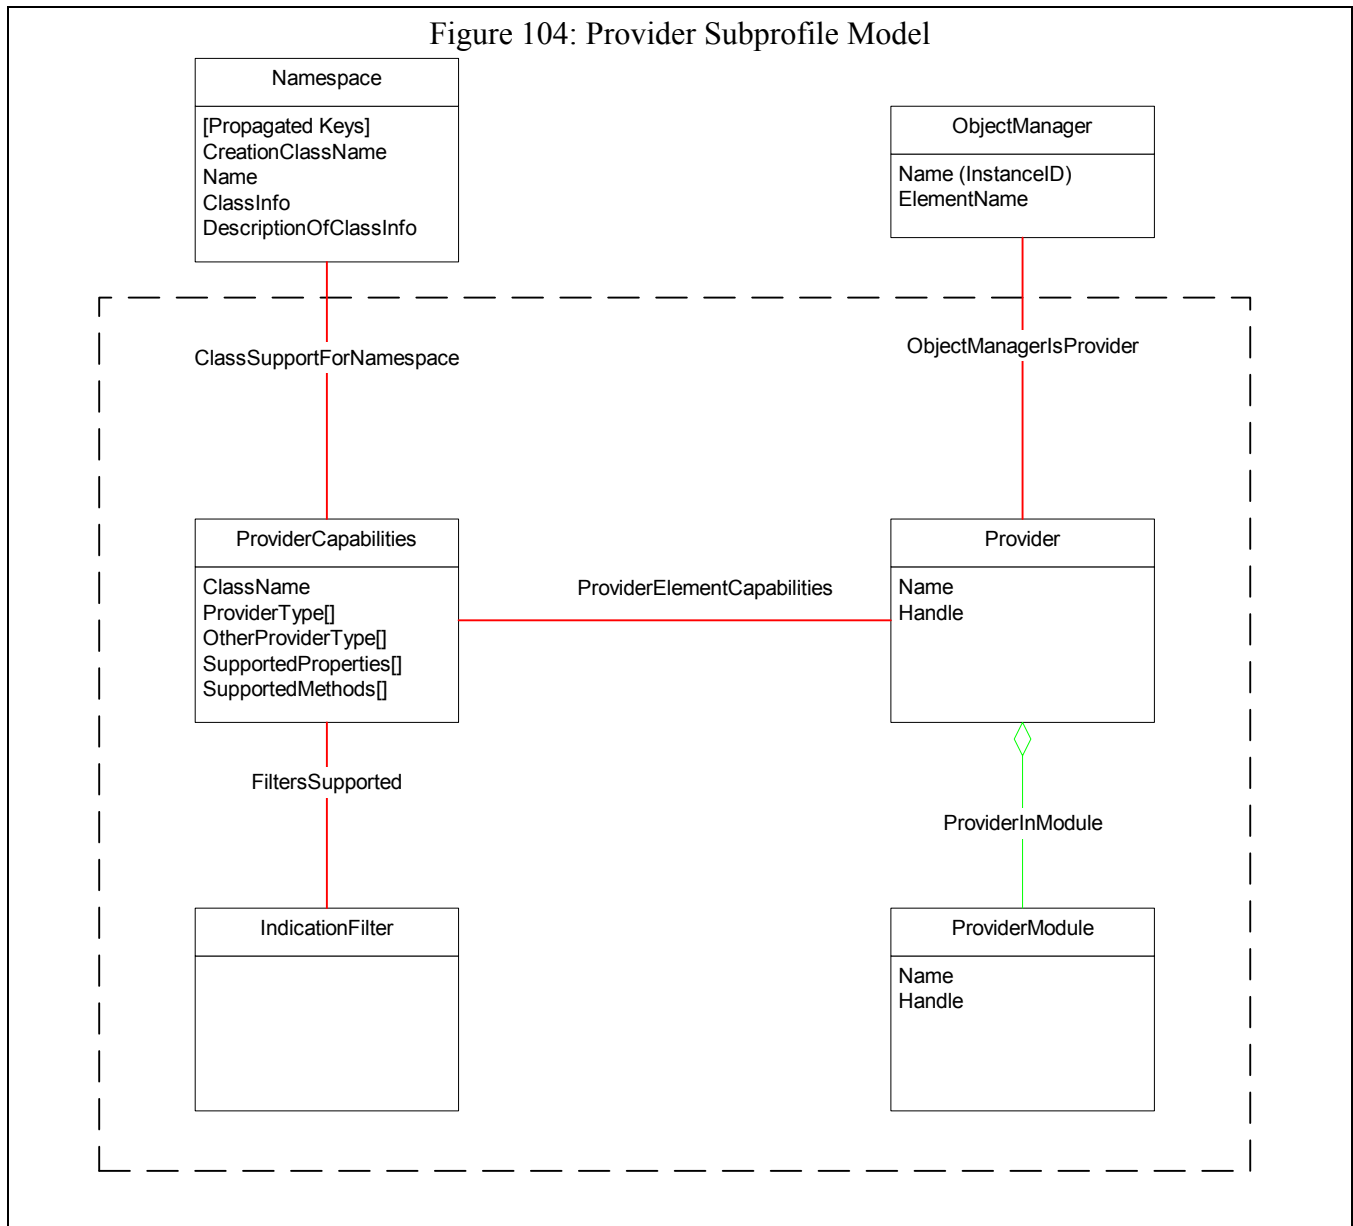 Figure 104: Provider Subprofile Model
Namespace
[Propagated Keys]
CreationClassName
Name
ClassInfo
DescriptionOfClassInfo
ObjectManager
Name (InstanceID)
ElementName
ClassSupportForNamespace
ObjectManagerIsProvider
ProviderCapabilities
ClassName
ProviderType[]
OtherProviderType[]
SupportedProperties[]
SupportedMethods[]
ProviderElementCapabilities
Provider
Name
Handle
FiltersSupported
ProviderInModule
IndicationFilter
ProviderModule
Name
Handle